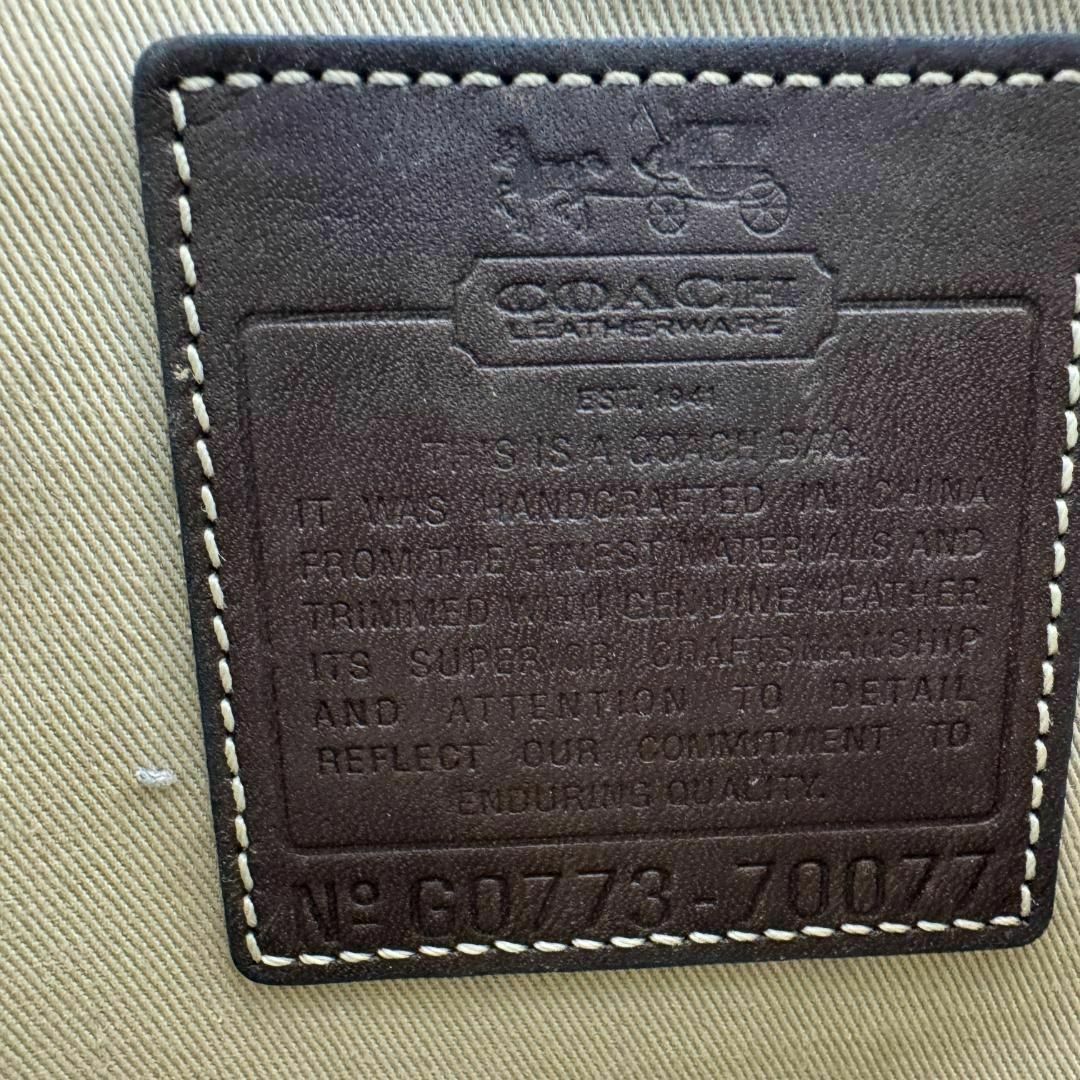 COACH
LEATHERWARE
EST. 1941
THIS IS A COACH BAG.
IT WAS HANDCRAFTED IN CHINA
FROM THE FINEST MATERIALS AND
TRIMMED WITH GENUINE LEATHER.
ITS SUPERIOR CRAFTSMANSHIP
AND ATTENTION TO DETAIL
REFLECT OUR COMMITMENT TO
ENDURING QUALITY.
Nº G0773-70077